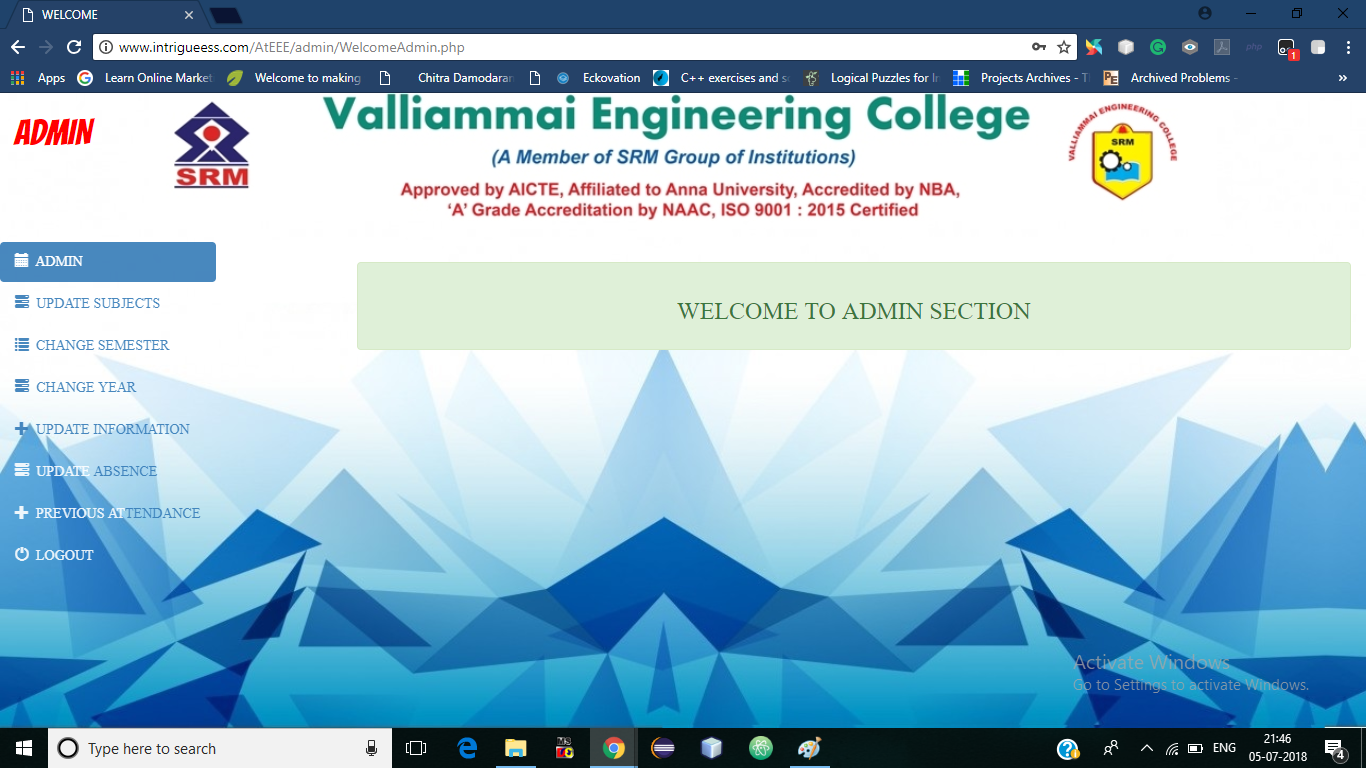 WELCOME
www.intrigueess.com/AtEEE/admin/WelcomeAdmin.php
Apps
Learn Online Market
Welcome to making
Chitra Damodaran
Eckovation
C++ exercises and so
Logical Puzzles for In
Projects Archives - T
PE
Archived Problems -
»
php
1
ADMIN
SRM
Valliammai Engineering College
(A Member of SRM Group of Institutions)
Approved by AICTE, Affiliated to Anna University, Accredited by NBA,
‘A’ Grade Accreditation by NAAC, ISO 9001 : 2015 Certified
VALLIAMMAI ENGINEERING COLLEGE
SRM
ADMIN
UPDATE SUBJECTS
CHANGE SEMESTER
CHANGE YEAR
UPDATE INFORMATION
UPDATE ABSENCE
PREVIOUS ATTENDANCE
LOGOUT
WELCOME TO ADMIN SECTION
Activate Windows
Go to Settings to activate Windows.
Type here to search
ENG
21:46
05-07-2018
4